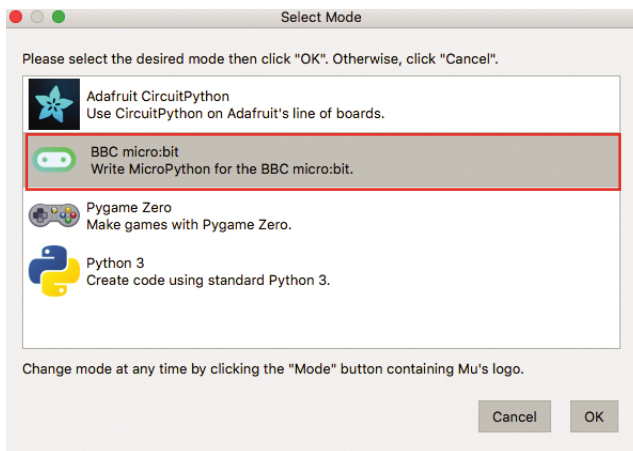 Select Mode
Please select the desired mode then click "OK". Otherwise, click "Cancel".
Adafruit CircuitPython
Use CircuitPython on Adafruit's line of boards.
BBC micro:bit
Write MicroPython for the BBC micro:bit.
Pygame Zero
Make games with Pygame Zero.
Python 3
Create code using standard Python 3.
Change mode at any time by clicking the "Mode" button containing Mu's logo.
Cancel OK